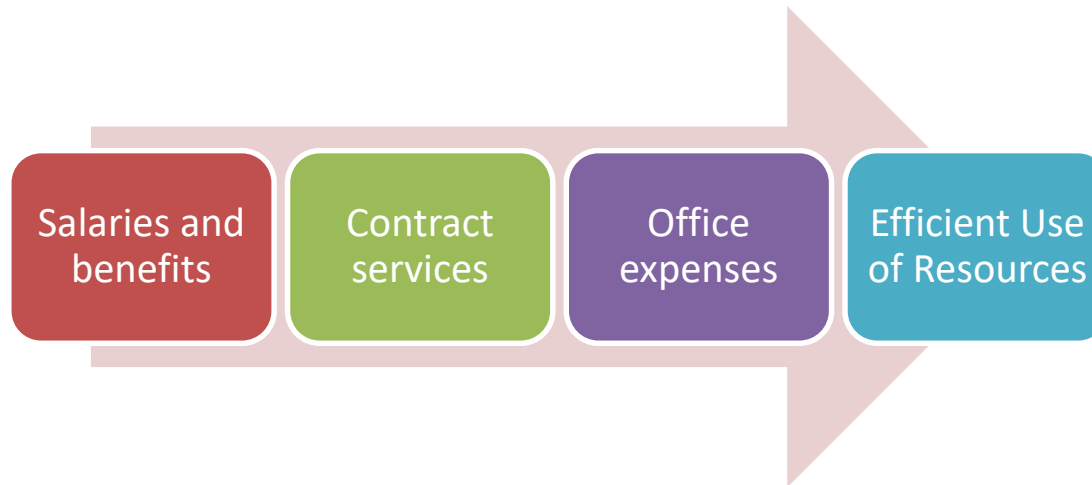 Salaries and
benefits
Contract
services
Office
expenses
Efficient Use
of Resources